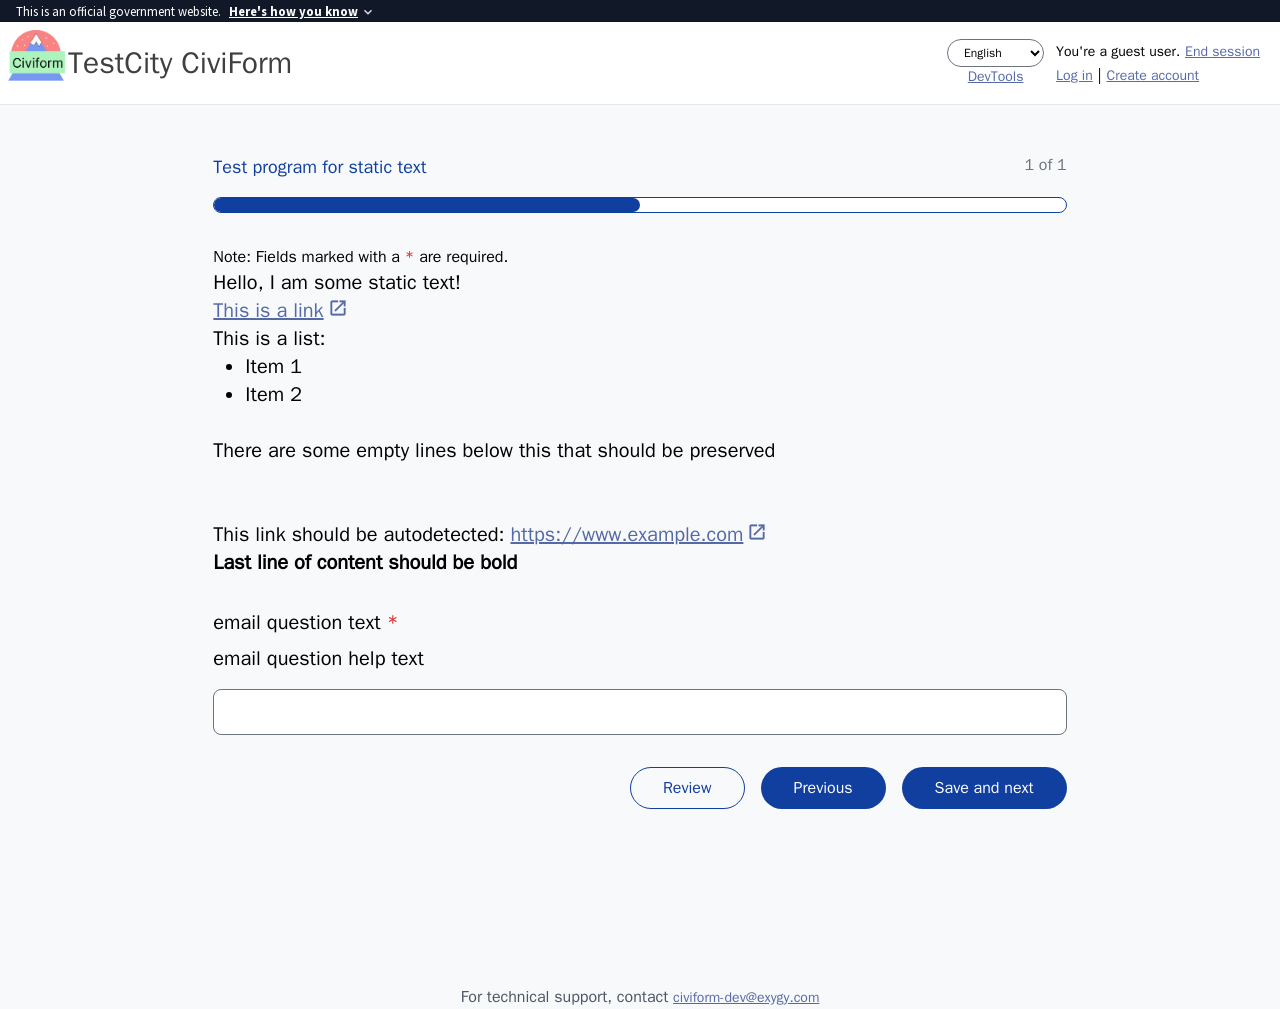 This is an official government website. Here's how you know
Civiform TestCity CiviForm
English
DevTools
You're a guest user. End session
Log in | Create account
Test program for static text
1 of 1
Note: Fields marked with a * are required.
Hello, I am some static text!
This is a link
This is a list:
• Item 1
• Item 2
There are some empty lines below this that should be preserved
This link should be autodetected: https://www.example.com
Last line of content should be bold
email question text *
email question help text
Review
Previous
Save and next
For technical support, contact civiform-dev@exygy.com